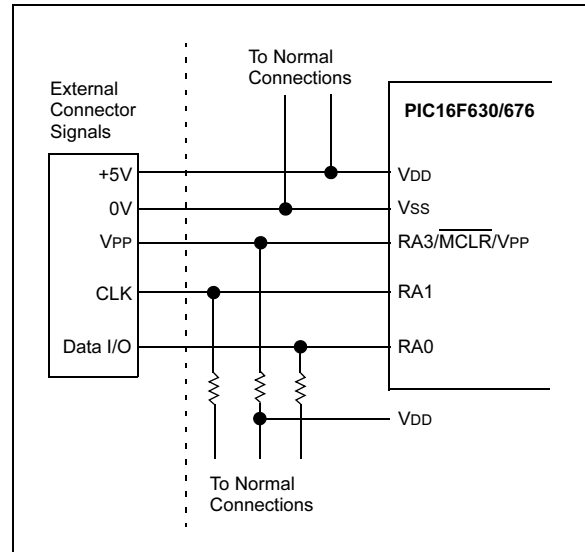 To Normal
Connections
External
Connector
Signals
PIC16F630/676
+5V
VDD
0V
VSS
VPP
RA3/MCLR/VPP
CLK
RA1
Data I/O
RA0
VDD
To Normal
Connections